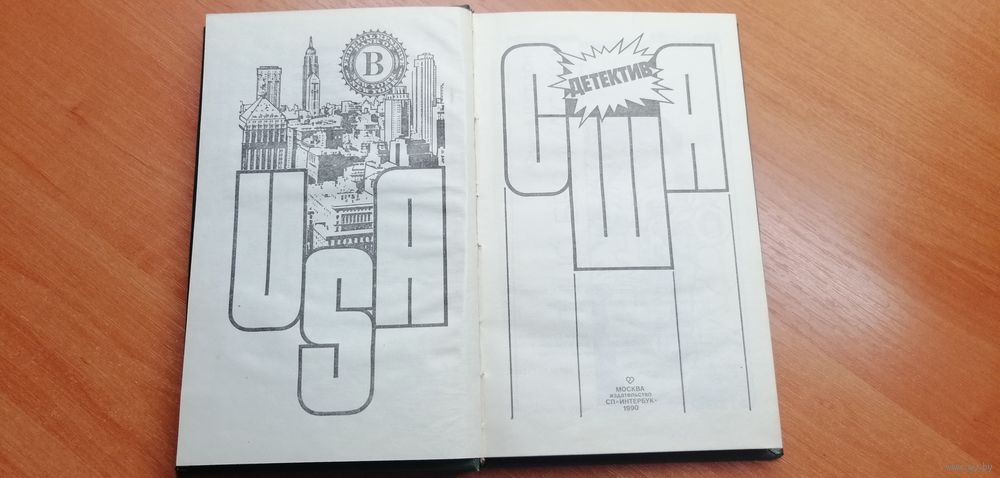 B
USA
США
ДЕТЕКТИВ
МОСКВА
ИЗДАТЕЛЬСТВО
СП«ИНТЕРБУК»
1990